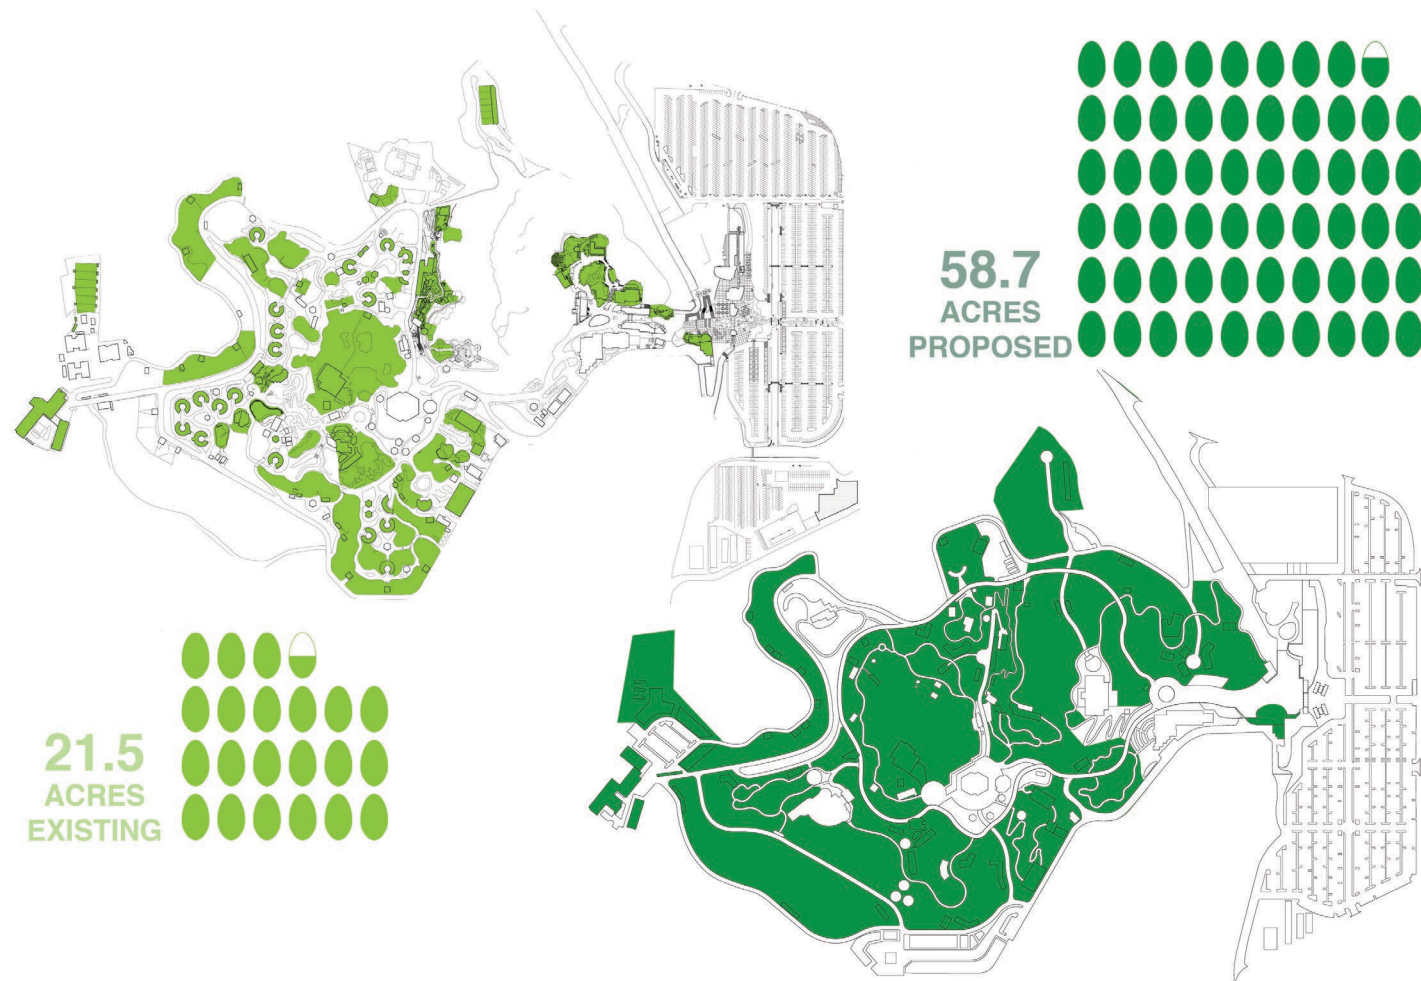 58.7
ACRES
PROPOSED
21.5
ACRES
EXISTING